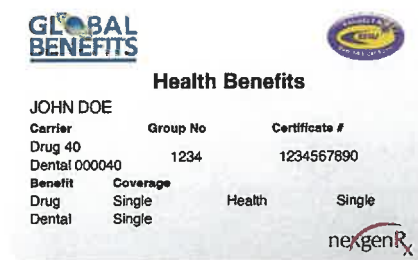 GLOBAL
BENEFITS
Health Benefits
JOHN DOE
Carrier Group No Certificate #
Drug 40
Dental 000040 1234 1234567890
Benefit Coverage
Drug Single Health Single
Dental Single
nexgenRx